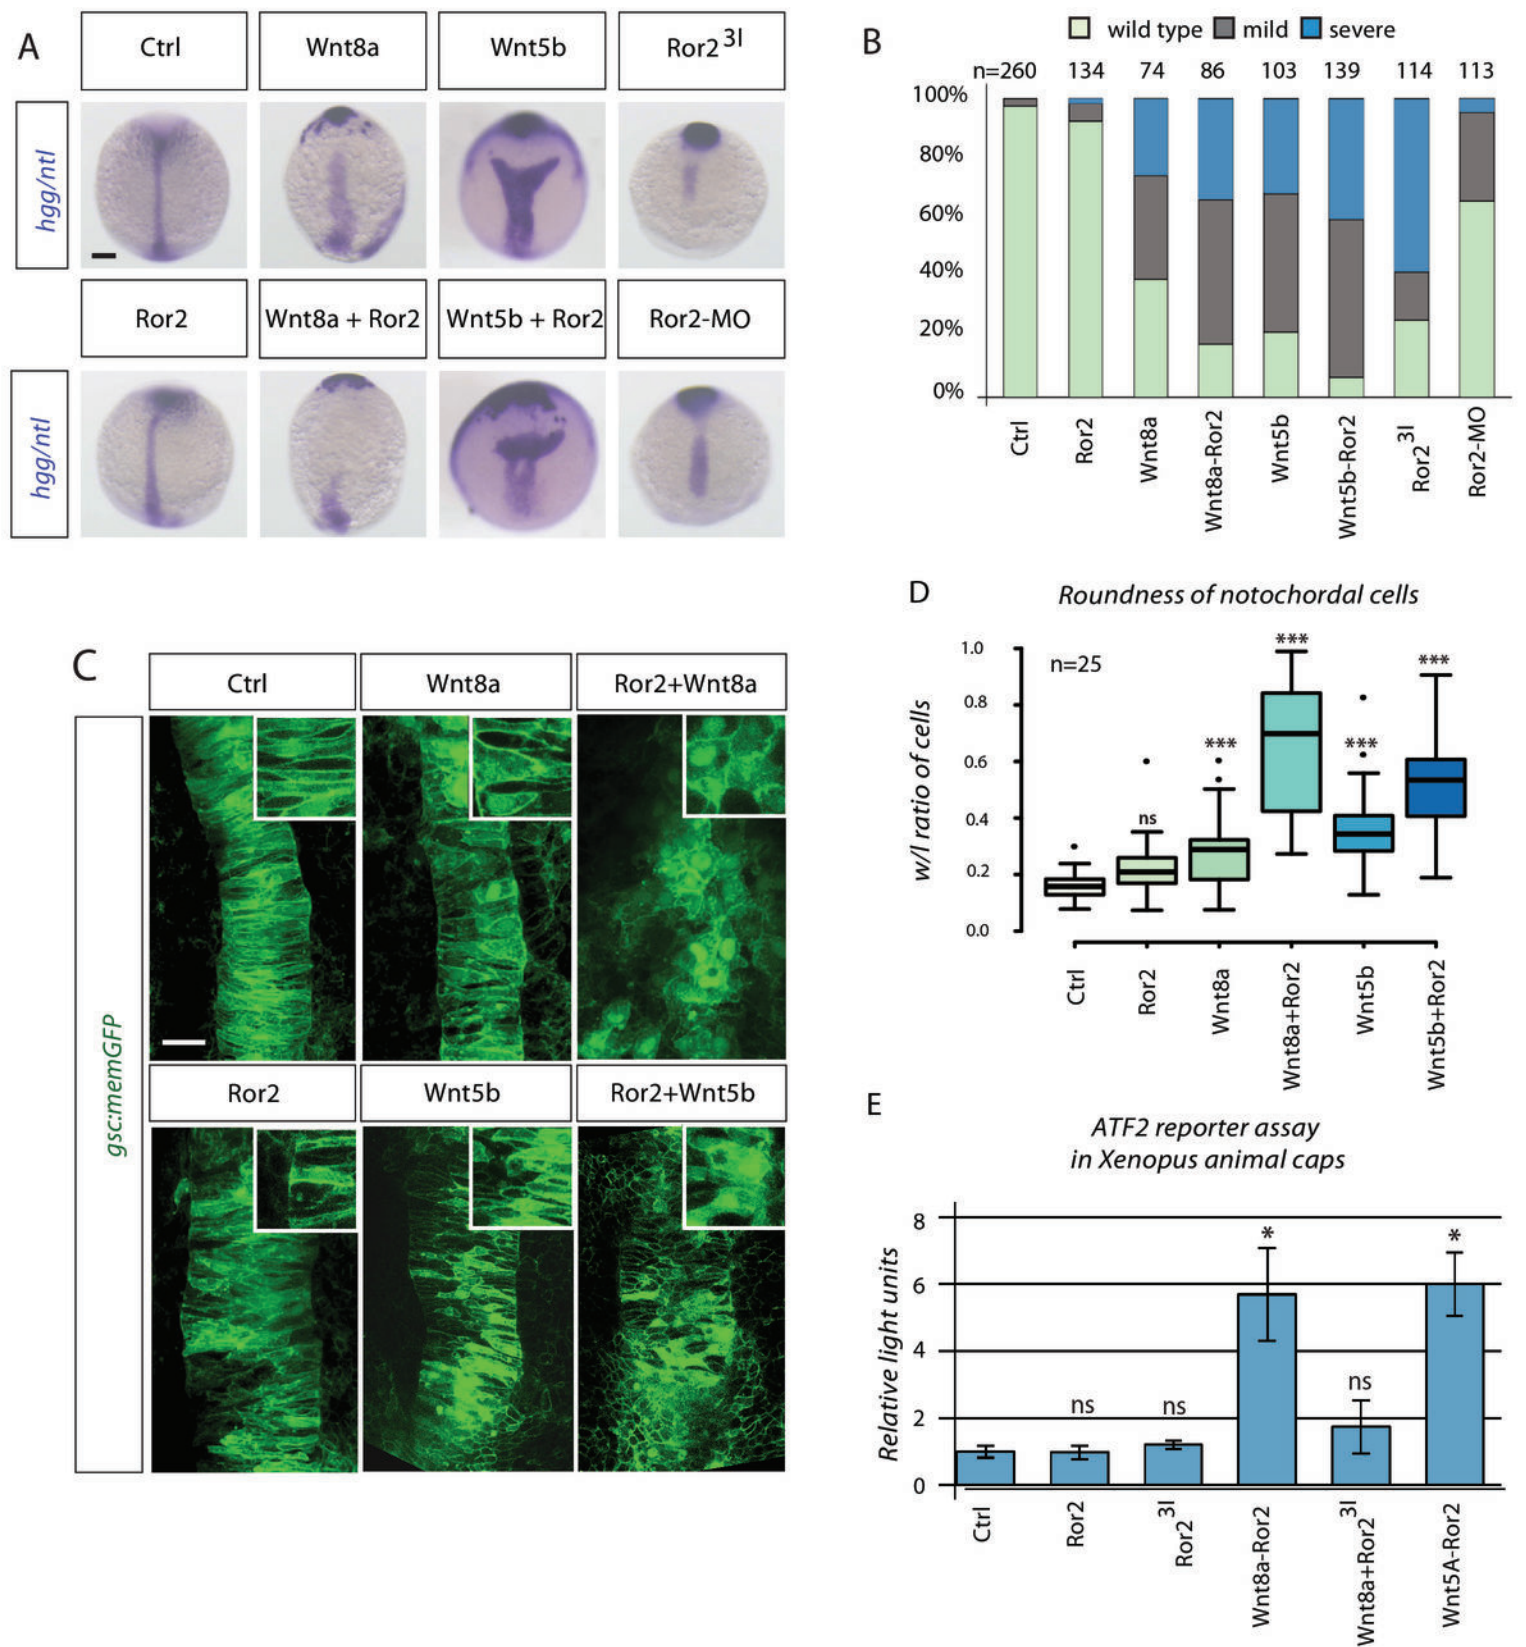 A
Ctrl
Wnt8a
Wnt5b
Ror2 3I
hgg/ntl
Ror2
Wnt8a + Ror2
Wnt5b + Ror2
Ror2-MO
hgg/ntl
B
wild type mild severe
n=260 134 74 86 103 139 114 113
100%
80%
60%
40%
20%
0%
Ctrl
Ror2
Wnt8a
Wnt8a-Ror2
Wnt5b
Wnt5b-Ror2
Ror2 3I
Ror2-MO
C
Ctrl
Wnt8a
Ror2+Wnt8a
gsc:memGFP
Ror2
Wnt5b
Ror2+Wnt5b
D
Roundness of notochordal cells
n=25
w/l ratio of cells
1.0
0.8
0.6
0.4
0.2
0.0
ns
***
***
***
***
Ctrl
Ror2
Wnt8a
Wnt8a+Ror2
Wnt5b
Wnt5b+Ror2
E
ATF2 reporter assay
in Xenopus animal caps
Relative light units
8
6
4
2
0
ns
ns
*
ns
*
Ctrl
Ror2
Ror2 3I
Wnt8a-Ror2
Wnt8a+Ror2 3I
Wnt5A-Ror2